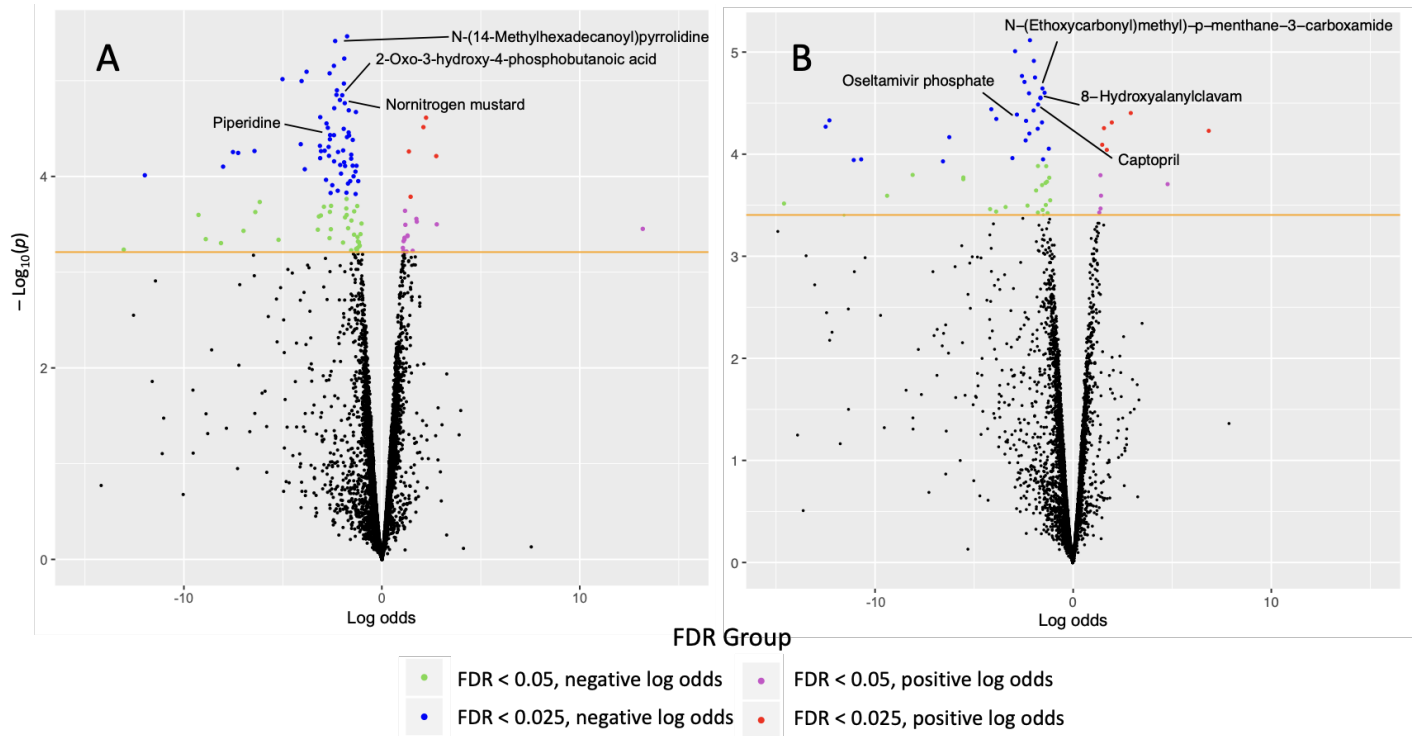 A
N-(14-Methylhexadecanoyl)pyrrolidine
2-Oxo-3-hydroxy-4-phosphobutanoic acid
Nornitrogen mustard
Piperidine
4
2
0
– Log10(p)
-10 0 10
Log odds
B
N–(Ethoxycarbonyl)methyl)–p–menthane–3–carboxamide
Oseltamivir phosphate
8–Hydroxyalanylclavam
Captopril
5
4
3
2
1
0
-10 0 10
Log odds
FDR Group
FDR < 0.05, negative log odds
FDR < 0.05, positive log odds
FDR < 0.025, negative log odds
FDR < 0.025, positive log odds